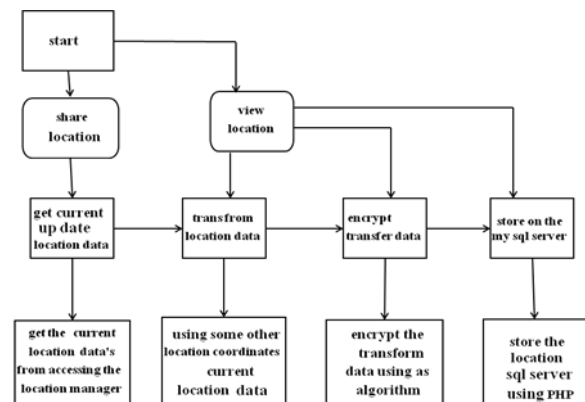 start
share
location
view
location
get current
up date
location data
trans from
location data
encrypt
transfer data
store on the
my sql server
get the current
location data's
from accessing the
location manager
using some other
location coordinates
current
location data
encrypt the
transform
data using as
algorithm
store the
location
sql server
using PHP